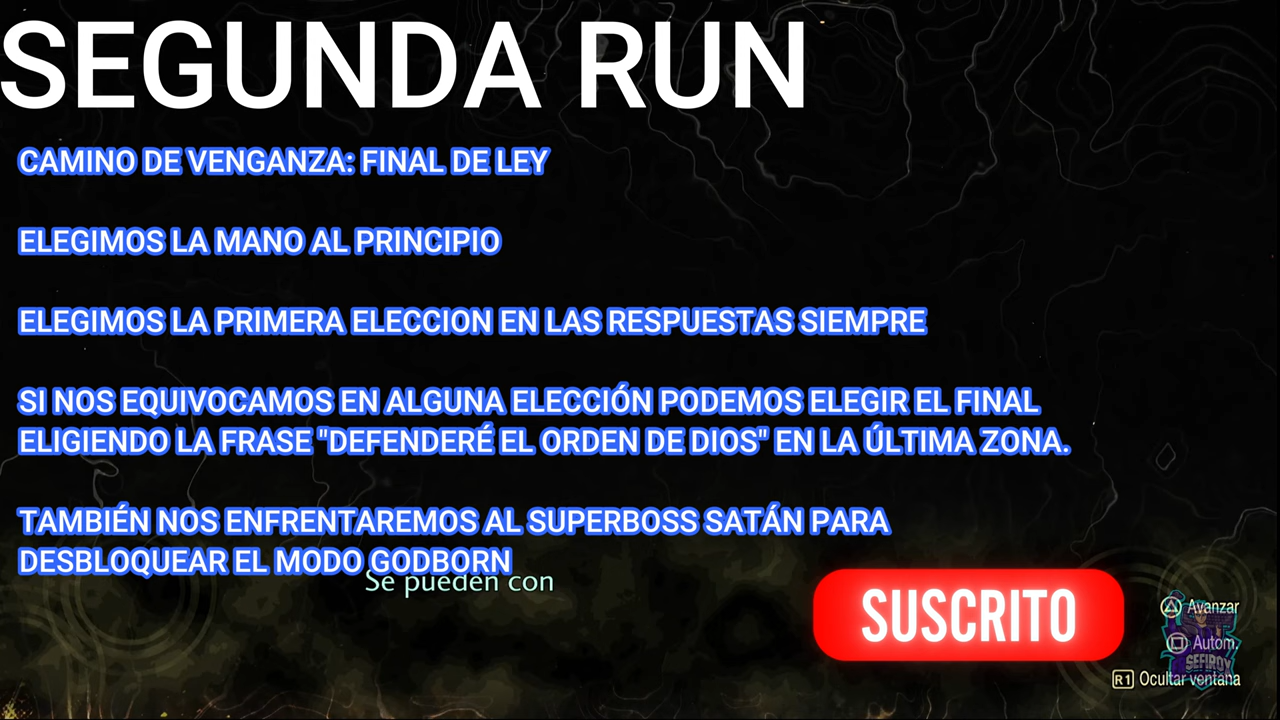 SEGUNDA RUN
CAMINO DE VENGANZA: FINAL DE LEY
ELEGIMOS LA MANO AL PRINCIPIO
ELEGIMOS LA PRIMERA ELECCION EN LAS RESPUESTAS SIEMPRE
SI NOS EQUIVOCAMOS EN ALGUNA ELECCIÓN PODEMOS ELEGIR EL FINAL
ELIGIENDO LA FRASE "DEFENDERÉ EL ORDEN DE DIOS" EN LA ÚLTIMA ZONA.
TAMBIÉN NOS ENFRENTAREMOS AL SUPERBOSS SATÁN PARA
DESBLOQUEAR EL MODO GODBORN
Se pueden con
SUSCRITO
Avanzar
Autom.
SEFIROX
R1 Ocultar ventana